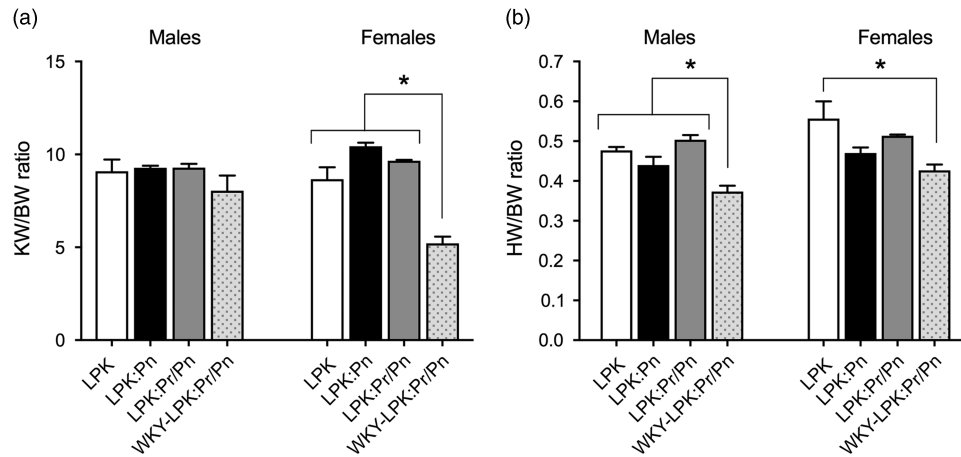 (a)
Males
Females
15
10
5
0
KW/BW ratio
*
LPK
LPK:Pn
LPK:Pr/Pn
WKY-LPK:Pr/Pn
LPK
LPK:Pn
LPK:Pr/Pn
WKY-LPK:Pr/Pn
(b)
Males
Females
0.7
0.6
0.5
0.4
0.3
0.2
0.1
0.0
HW/BW ratio
*
*
LPK
LPK:Pn
LPK:Pr/Pn
WKY-LPK:Pr/Pn
LPK
LPK:Pn
LPK:Pr/Pn
WKY-LPK:Pr/Pn